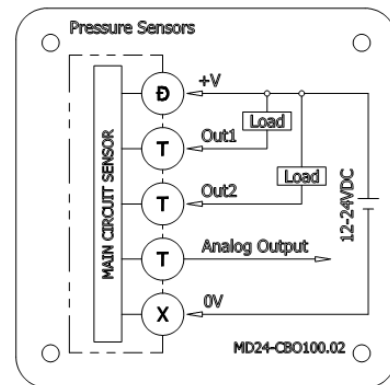 Pressure Sensors
MAIN CIRCUIT SENSOR
Đ
+V
Load
T
Out1
Load
T
Out2
12-24VDC
T
Analog Output
X
0V
MD24-CBO100.02